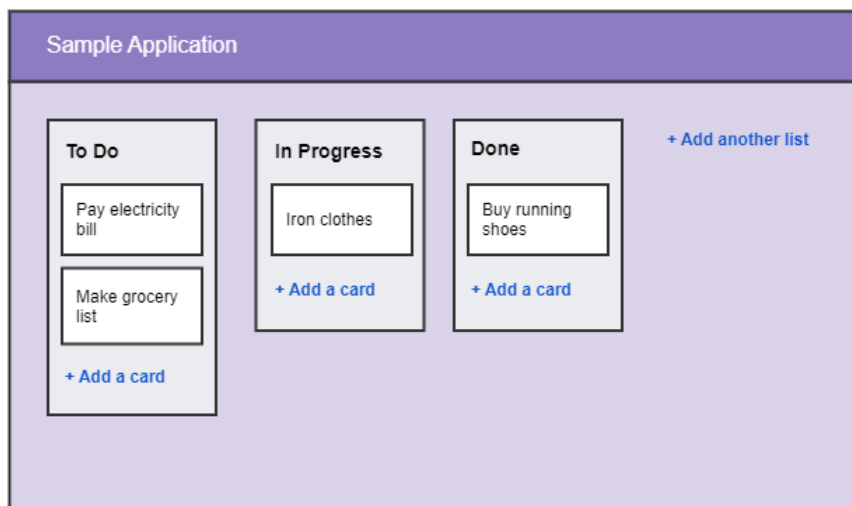 Sample Application
To Do
Pay electricity
bill
Make grocery
list
+ Add a card
In Progress
Iron clothes
+ Add a card
Done
Buy running
shoes
+ Add a card
+ Add another list